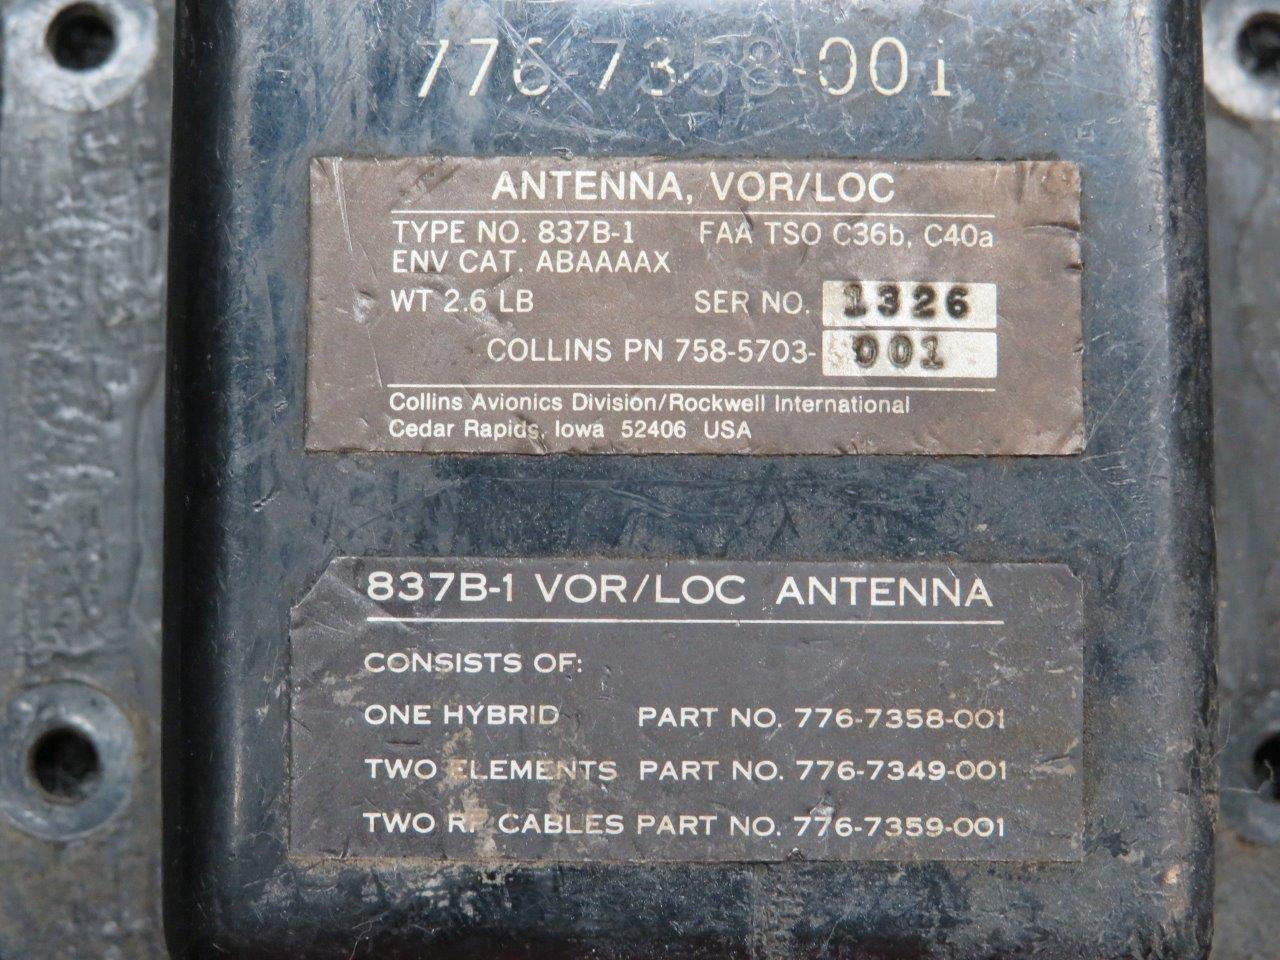 776-7358-001
ANTENNA, VOR/LOC
TYPE NO. 837B-1 FAA TSO C36b, C40a
ENV CAT. ABAAAAX
WT 2.6 LB SER NO. 1326
COLLINS PN 758-5703- 001
Collins Avionics Division/Rockwell International
Cedar Rapids, Iowa 52406 USA
837B-1 VOR/LOC ANTENNA
CONSISTS OF:
ONE HYBRID PART NO. 776-7358-001
TWO ELEMENTS PART NO. 776-7349-001
TWO RF CABLES PART NO. 776-7359-001